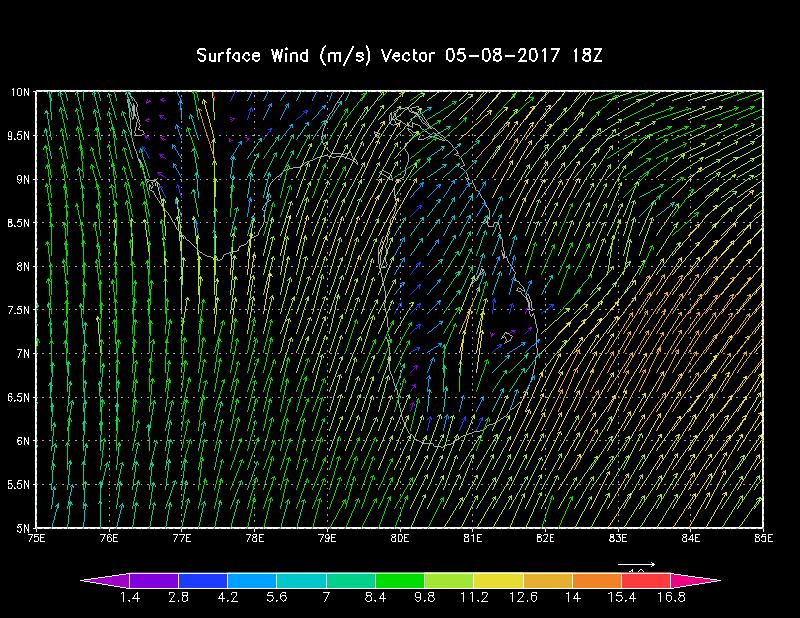 Surface Wind (m/s) Vector 05-08-2017 18Z
10N
9.5N
9N
8.5N
8N
7.5N
7N
6.5N
6N
5.5N
5N
75E 76E 77E 78E 79E 80E 81E 82E 83E 84E 85E
1.4 2.8 4.2 5.6 7 8.4 9.8 11.2 12.6 14 15.4 16.8